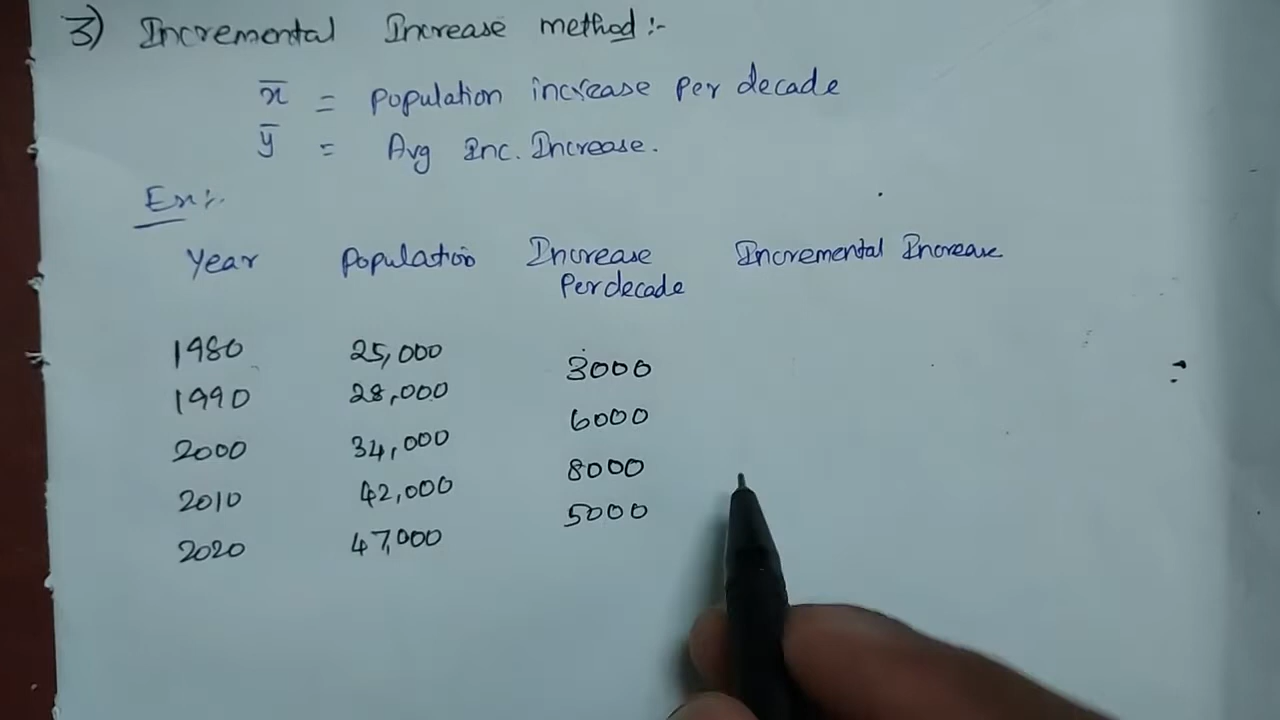 3) Incremental Increase method :-
x̅ = Population increase per decade
y̅ = Avg Inc. Increase.
Ex:-
Year Population Increase Per decade Incremental Increase
1980 25,000
3000
1990 28,000
6000
2000 34,000
8000
2010 42,000
5000
2020 47,000